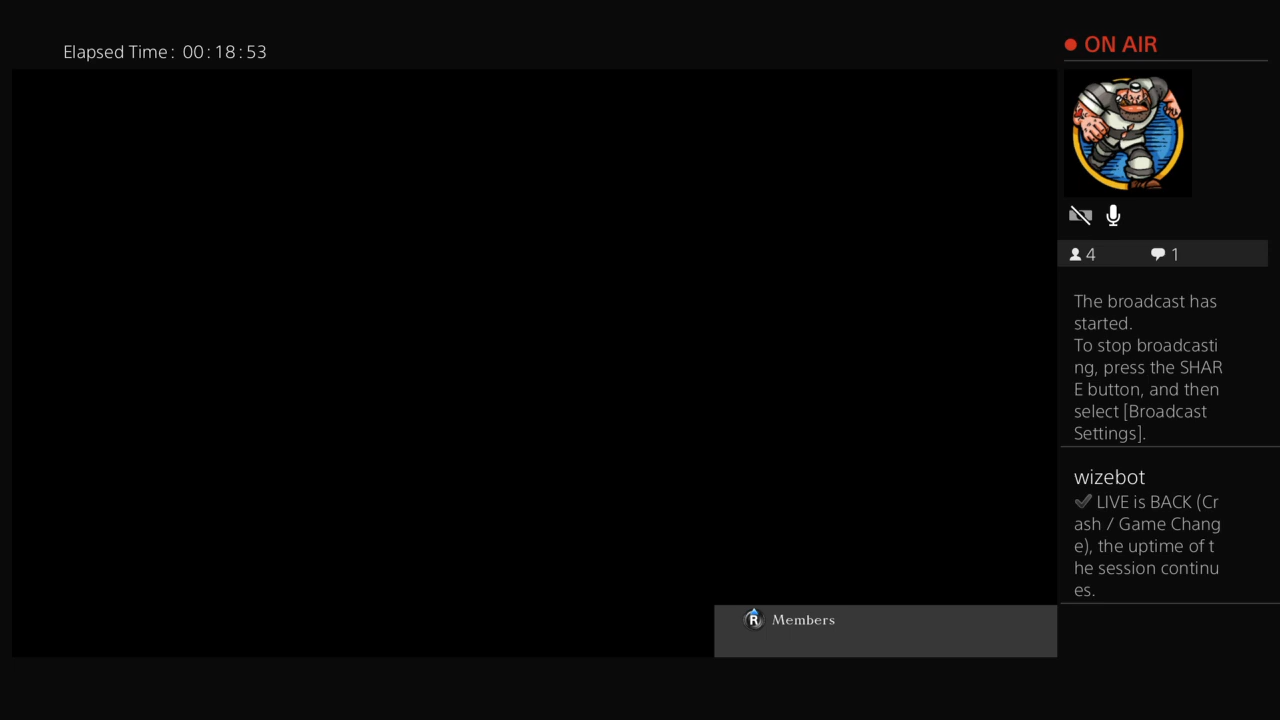 Elapsed Time: 00:18:53
ON AIR
4 1
The broadcast has
started.
To stop broadcasti
ng, press the SHAR
E button, and then
select [Broadcast
Settings].
wizebot
✔ LIVE is BACK (Cr
ash / Game Chang
e), the uptime of t
he session continu
es.
R Members